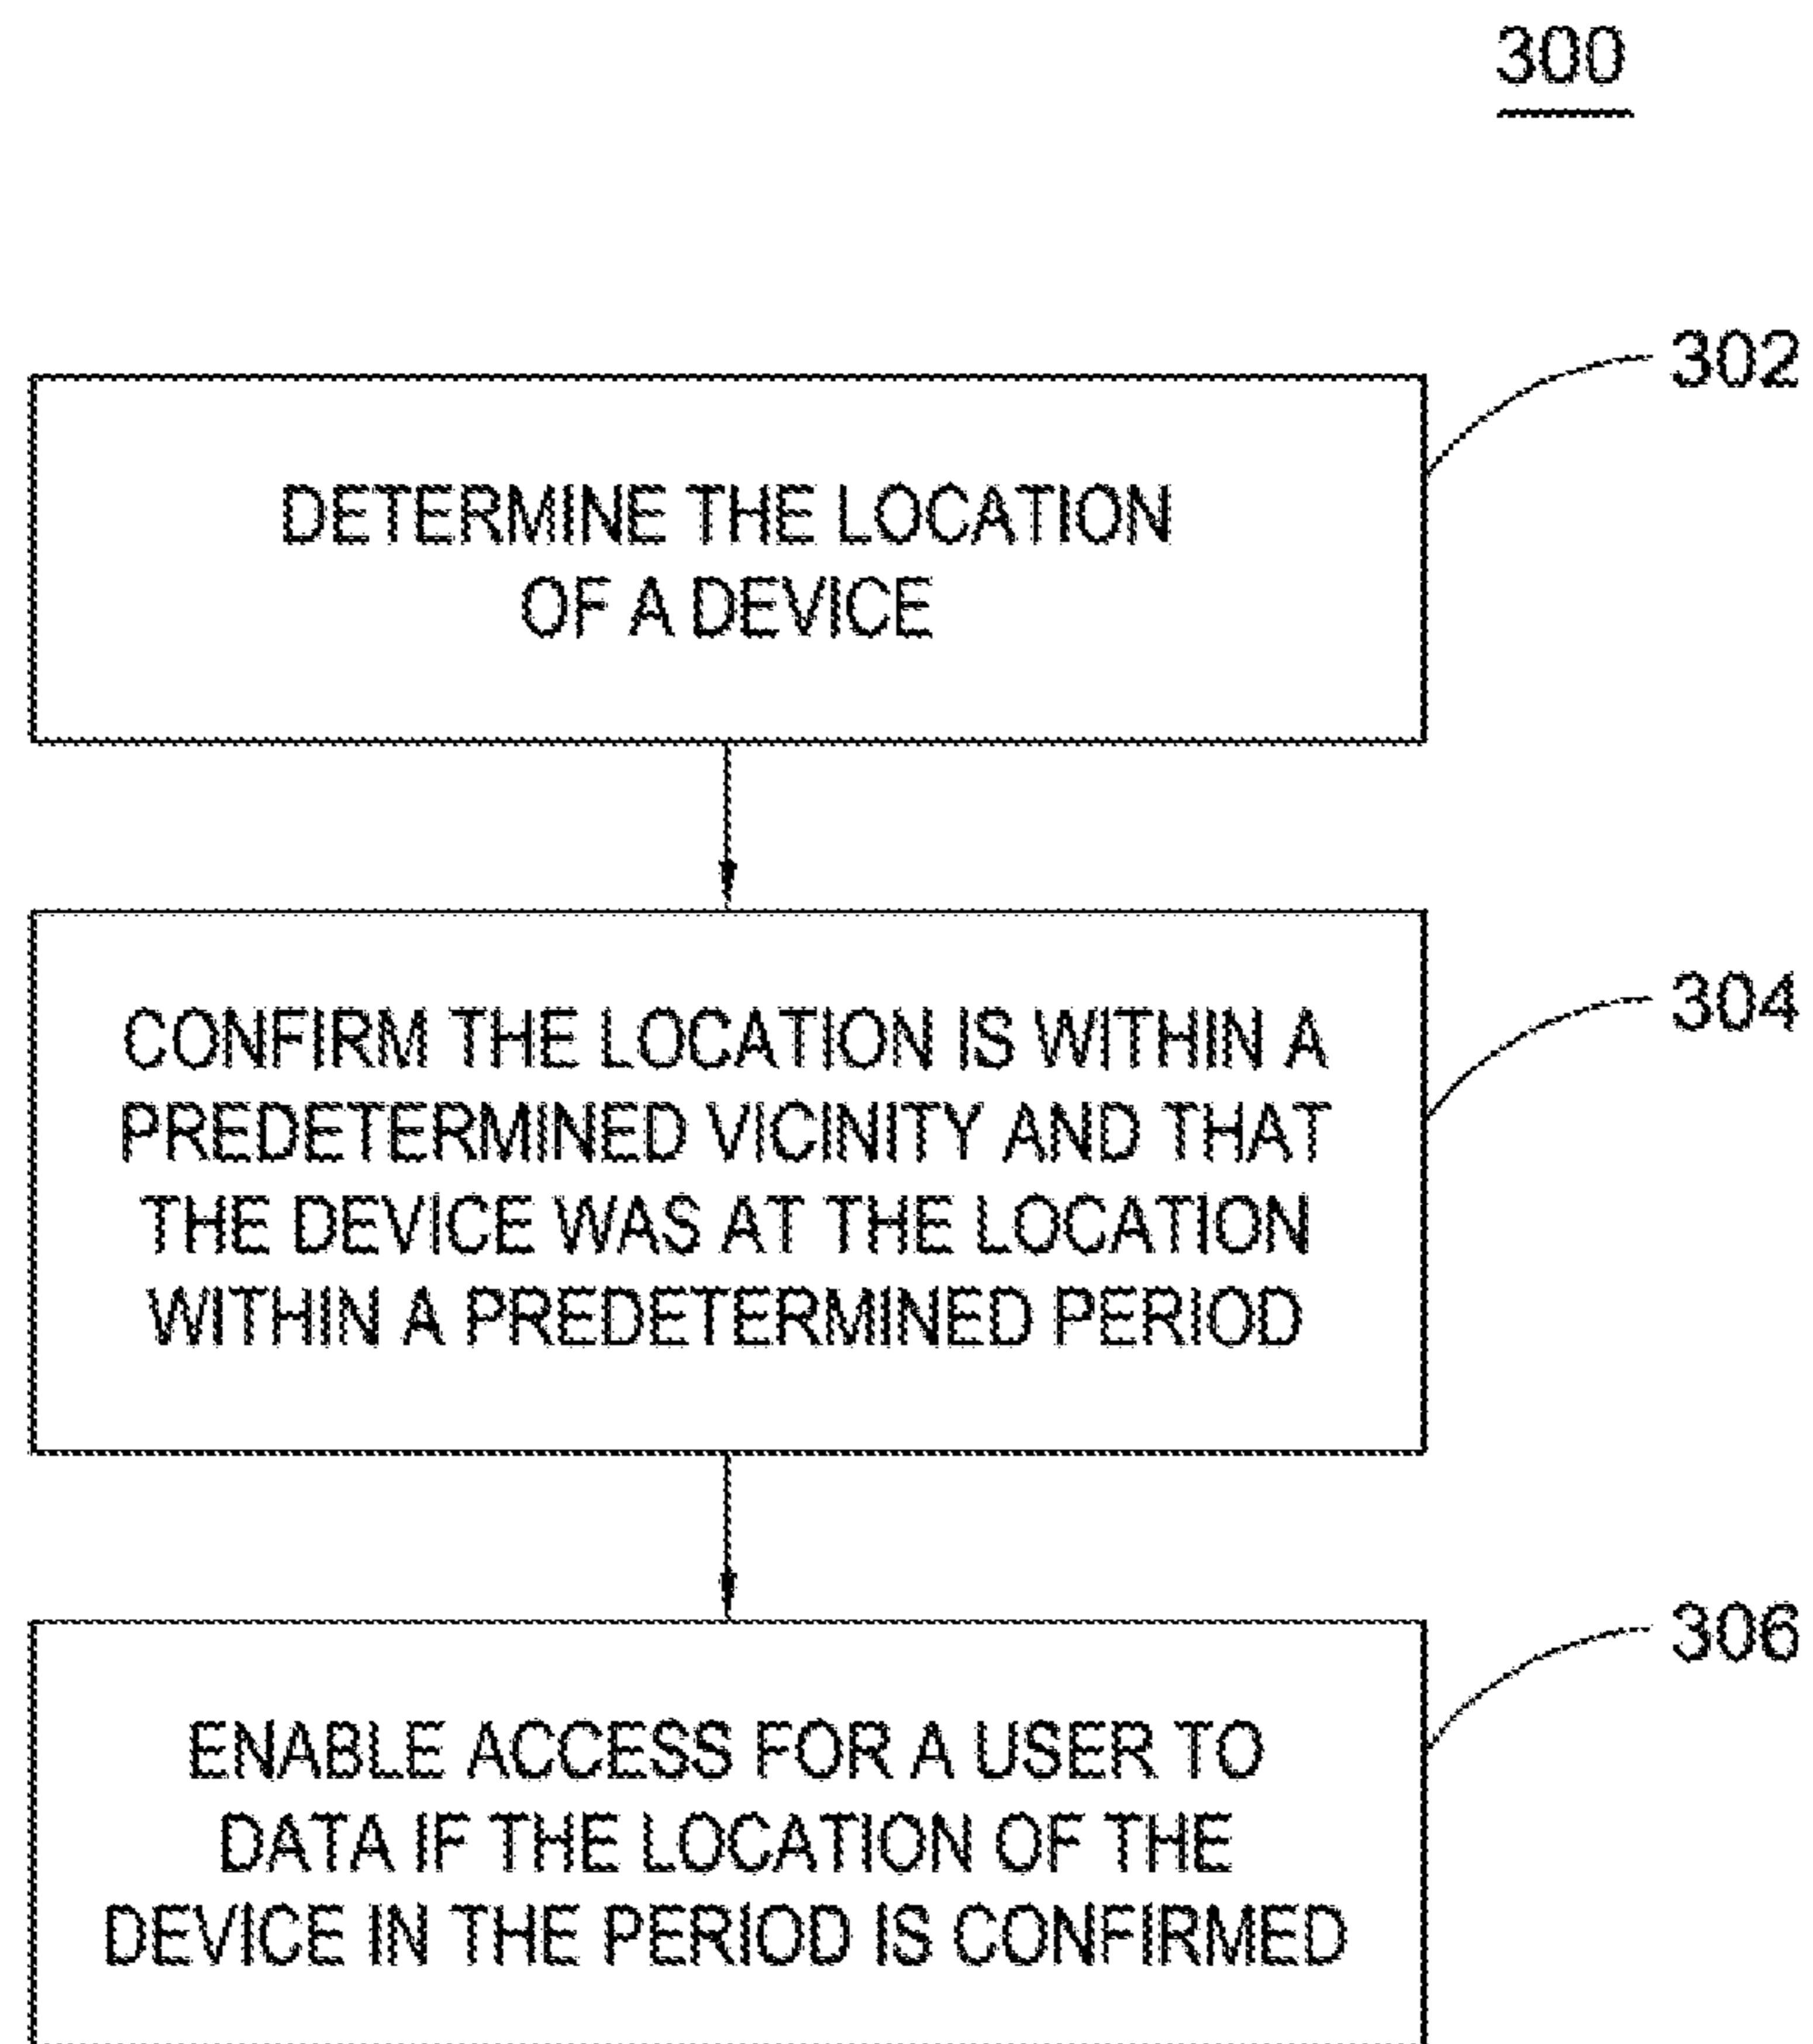 300
302
DETERMINE THE LOCATION
OF A DEVICE
304
CONFIRM THE LOCATION IS WITHIN A
PREDETERMINED VICINITY AND THAT
THE DEVICE WAS AT THE LOCATION
WITHIN A PREDETERMINED PERIOD
306
ENABLE ACCESS FOR A USER TO
DATA IF THE LOCATION OF THE
DEVICE IN THE PERIOD IS CONFIRMED